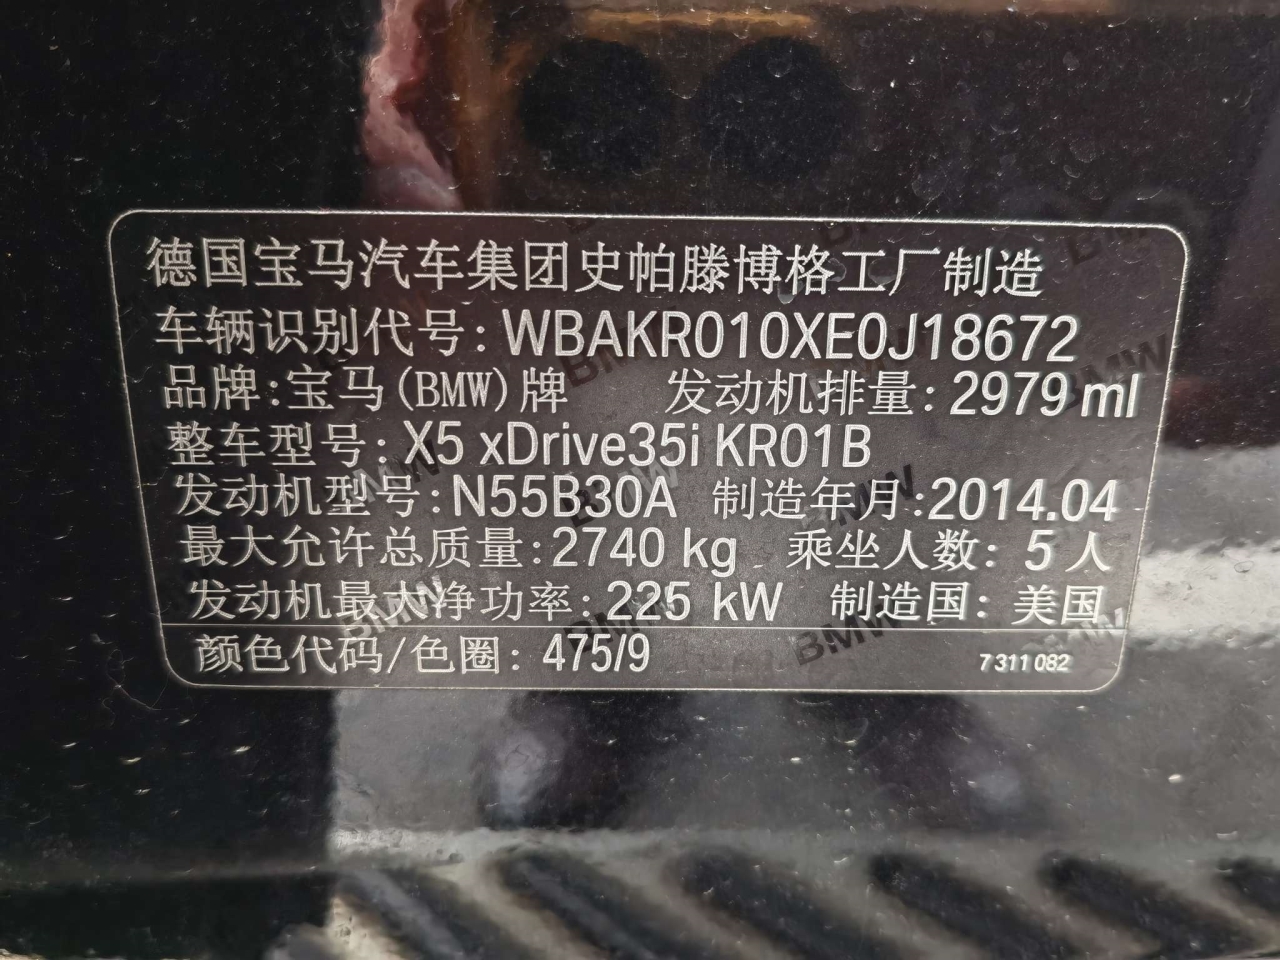 德国宝马汽车集团史帕滕博格工厂制造
车辆识别代号: WBAKR010XE0J18672
品牌:宝马(BMW)牌 发动机排量: 2979 ml
整车型号: X5 xDrive35i KR01B
发动机型号:N55B30A 制造年月:2014.04
最大允许总质量:2740 kg 乘坐人数: 5 人
发动机最大净功率: 225 kW 制造国: 美国
颜色代码/色圈: 475/9 7311082